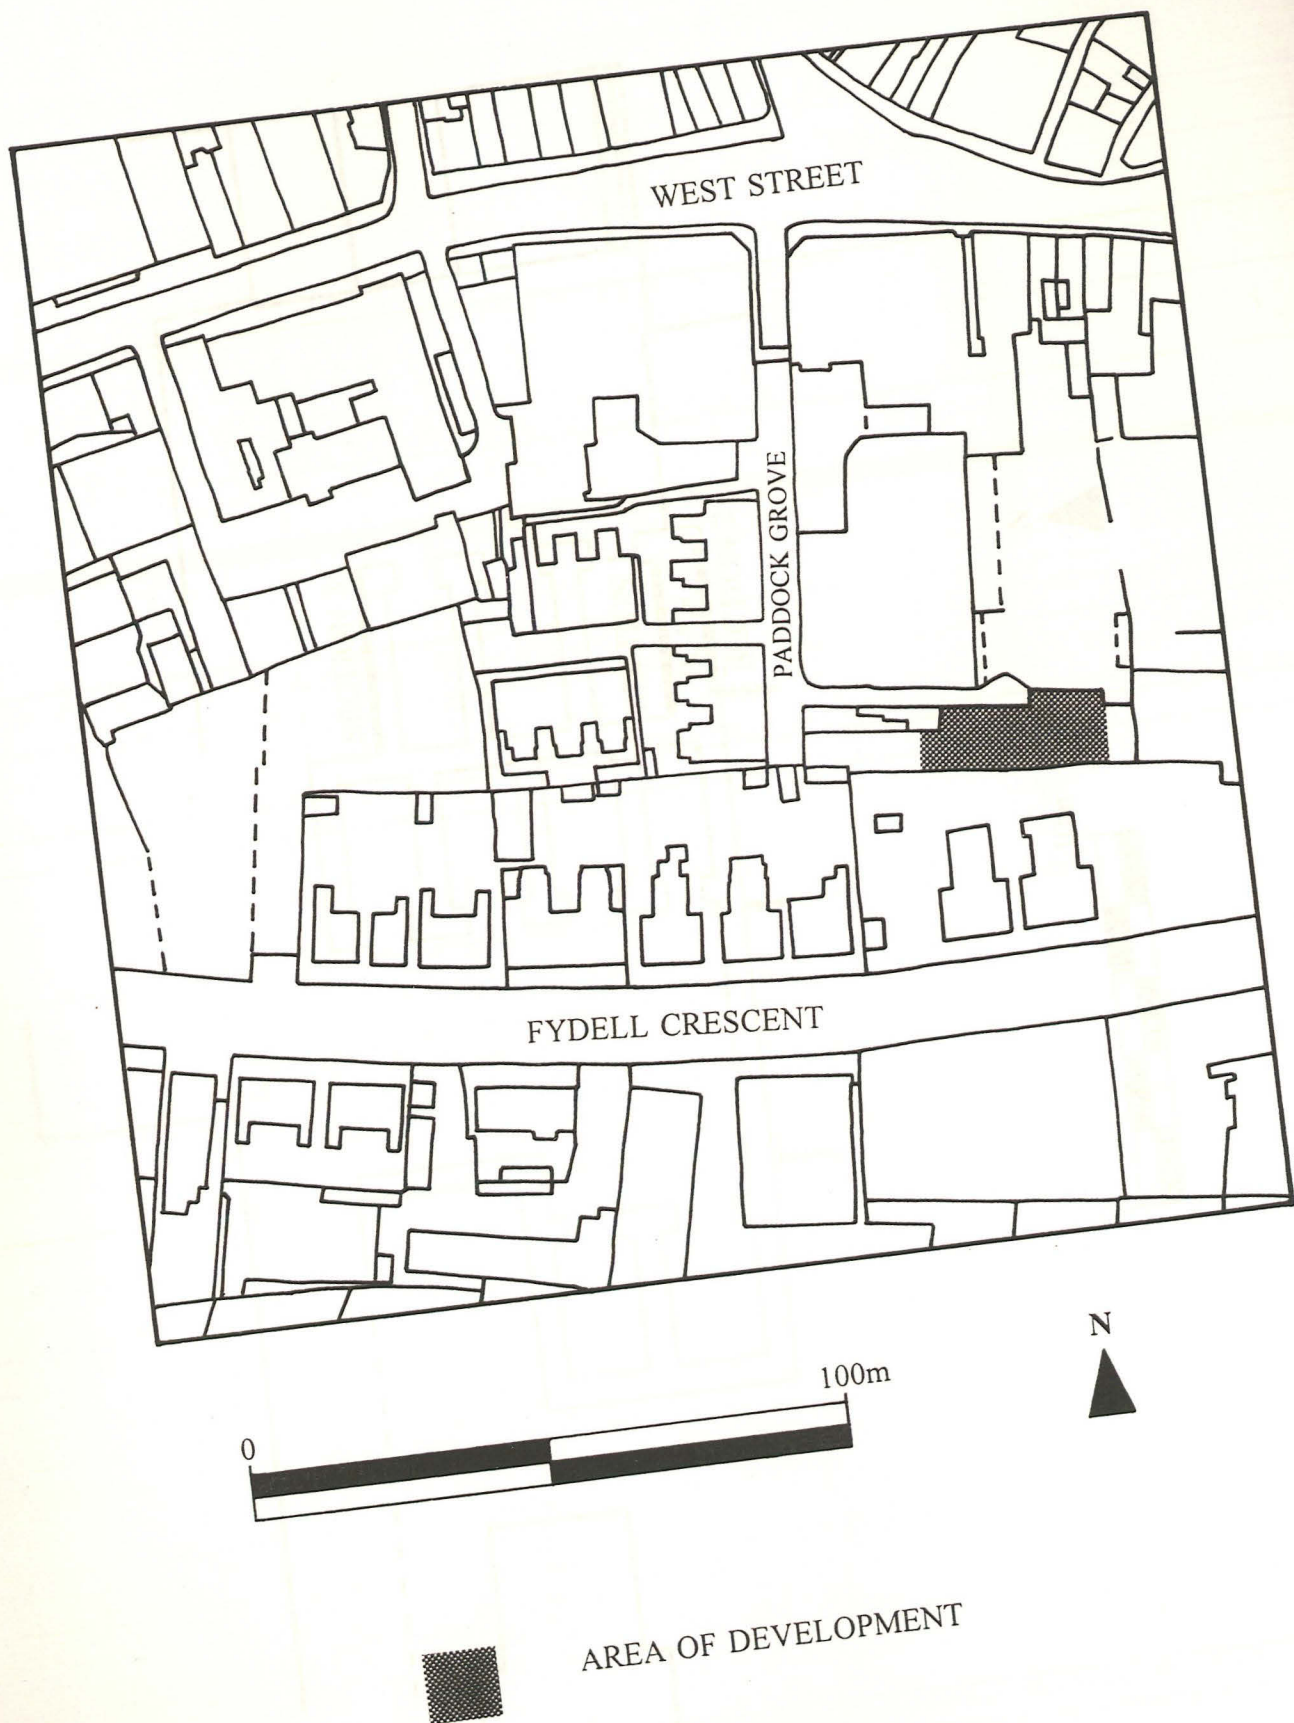 WEST STREET
PADDOCK GROVE
FYDELL CRESCENT
N
0
100m
AREA OF DEVELOPMENT